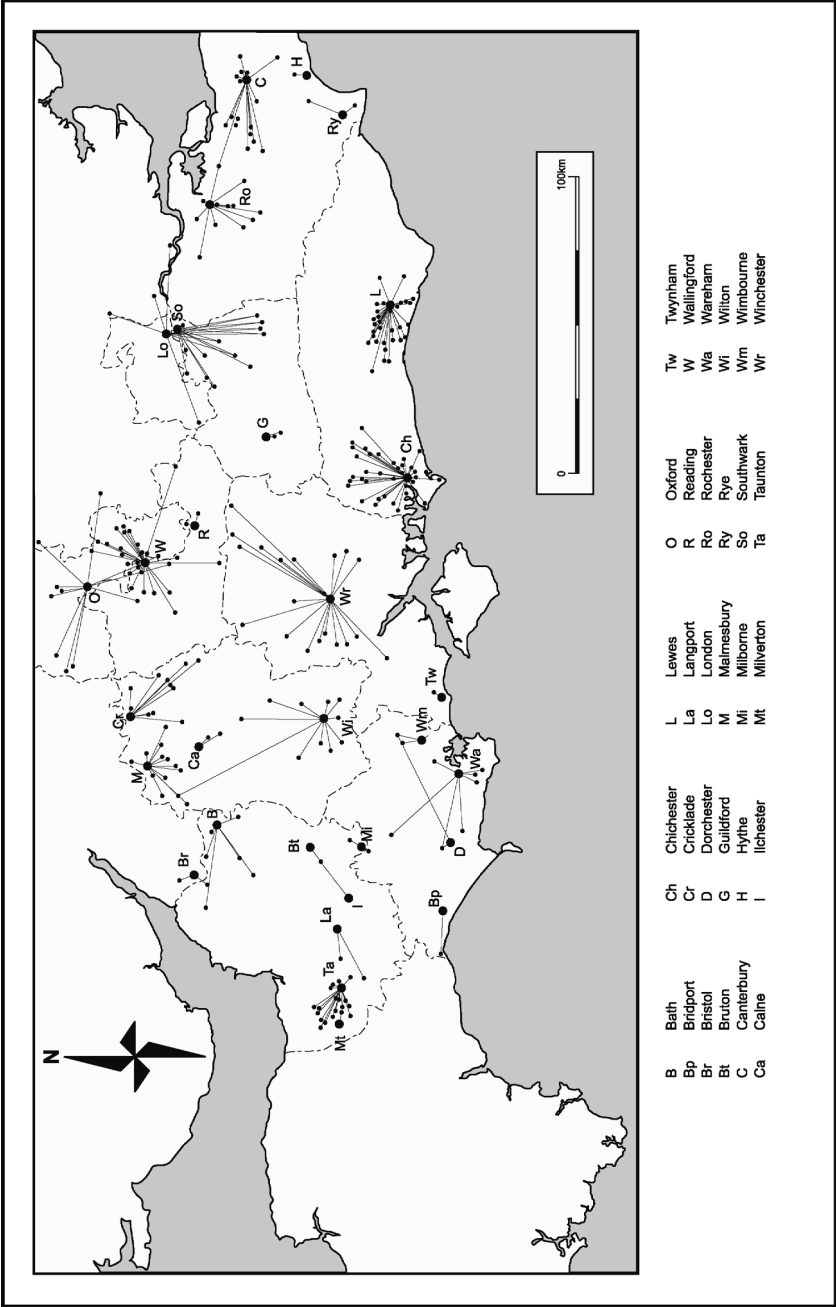 N
O
Cr
M
W
Lo
So
Br
Ca
R
B
Ro
C
G
Bt
H
La
Ta
Ry
Mt
Wr
Wi
I
Mi
L
Ch
Wm
Tw
Bp
D
Wa
0 100km
B Bath
Bp Bridport
Br Bristol
Bt Bruton
C Canterbury
Ca Calne
Ch Chichester
Cr Cricklade
D Dorchester
G Guildford
H Hythe
I Ilchester
L Lewes
La Langport
Lo London
M Malmesbury
Mi Milborne
Mt Milverton
O Oxford
R Reading
Ro Rochester
Ry Rye
So Southwark
Ta Taunton
Tw Twynham
W Wallingford
Wa Wareham
Wi Wilton
Wm Wimbourne
Wr Winchester